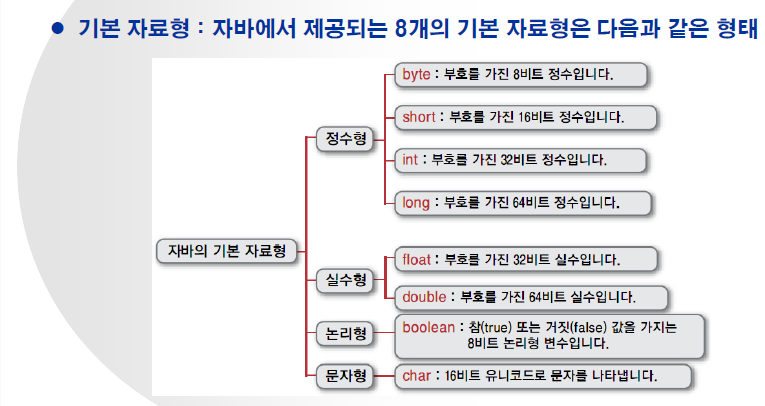 ● 기본 자료형 : 자바에서 제공되는 8개의 기본 자료형은 다음과 같은 형태
자바의 기본 자료형
정수형
byte : 부호를 가진 8비트 정수입니다.
short : 부호를 가진 16비트 정수입니다.
int : 부호를 가진 32비트 정수입니다.
long : 부호를 가진 64비트 정수입니다.
실수형
float : 부호를 가진 32비트 실수입니다.
double : 부호를 가진 64비트 실수입니다.
논리형
boolean : 참(true) 또는 거짓(false) 값을 가지는
8비트 논리형 변수입니다.
문자형
char : 16비트 유니코드로 문자를 나타냅니다.